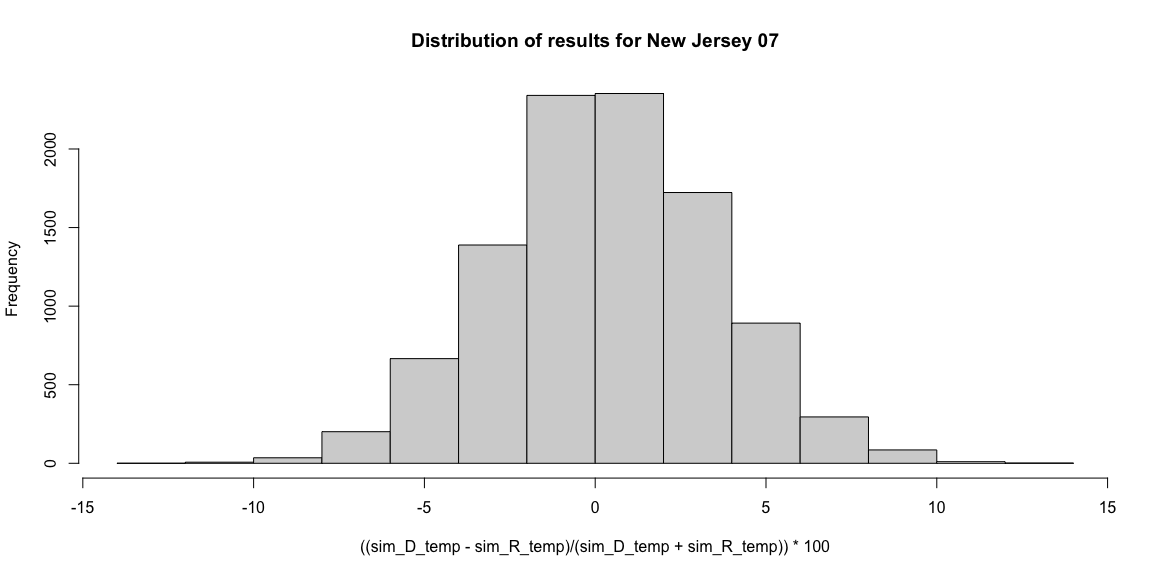 Distribution of results for New Jersey 07
Frequency
2000
1500
1000
500
0
-15 -10 -5 0 5 10 15
((sim_D_temp - sim_R_temp)/(sim_D_temp + sim_R_temp)) * 100